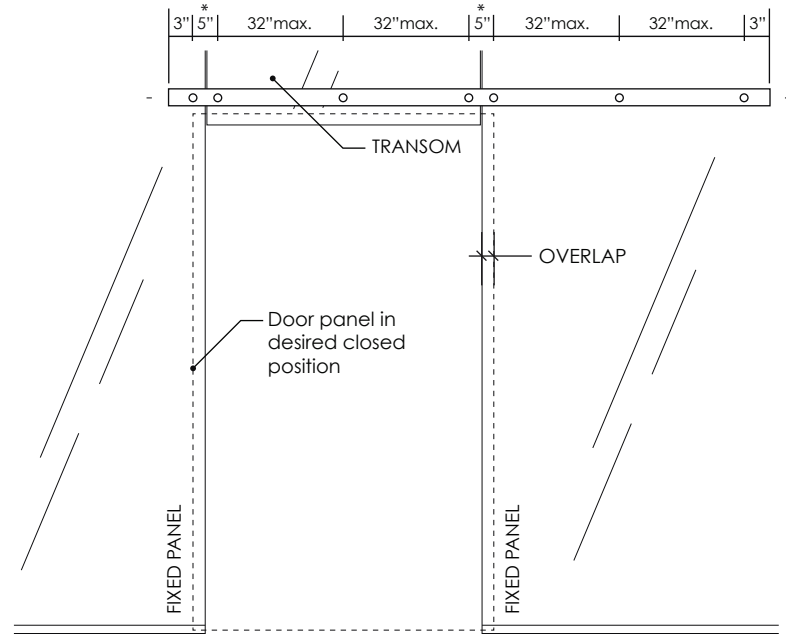 * *
3” 5” 32”max. 32”max. 5” 32”max. 32”max. 3”
TRANSOM
OVERLAP
Door panel in
desired closed
position
FIXED PANEL
FIXED PANEL